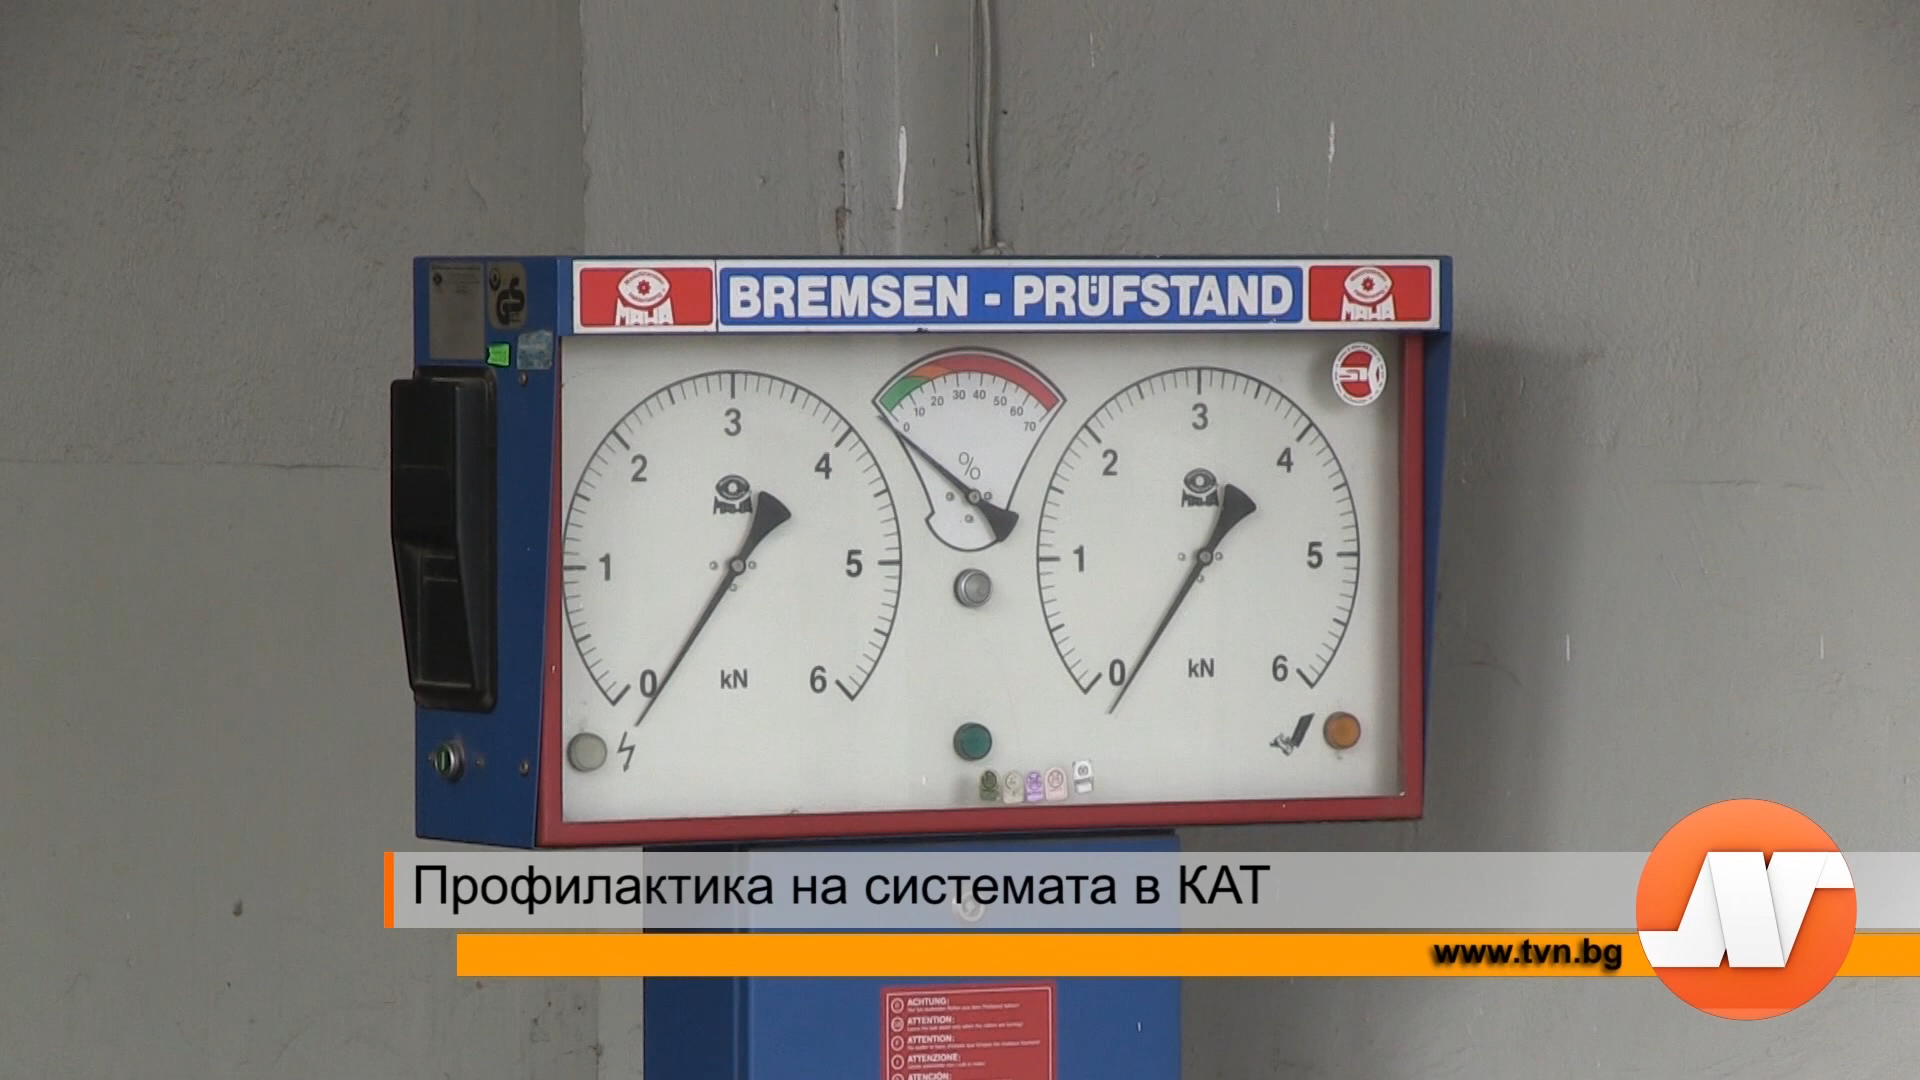 MAHA BREMSEN - PRÜFSTAND MAHA
0 10 20 30 40 50 60 70
%
0 1 2 3 4 5 6
kN
0 1 2 3 4 5 6
kN
Профилактика на системата в КАТ
www.tvn.bg
ACHTUNG:
ATTENTION:
ATTENTION:
ATTENZIONE:
ATENCIÓN: